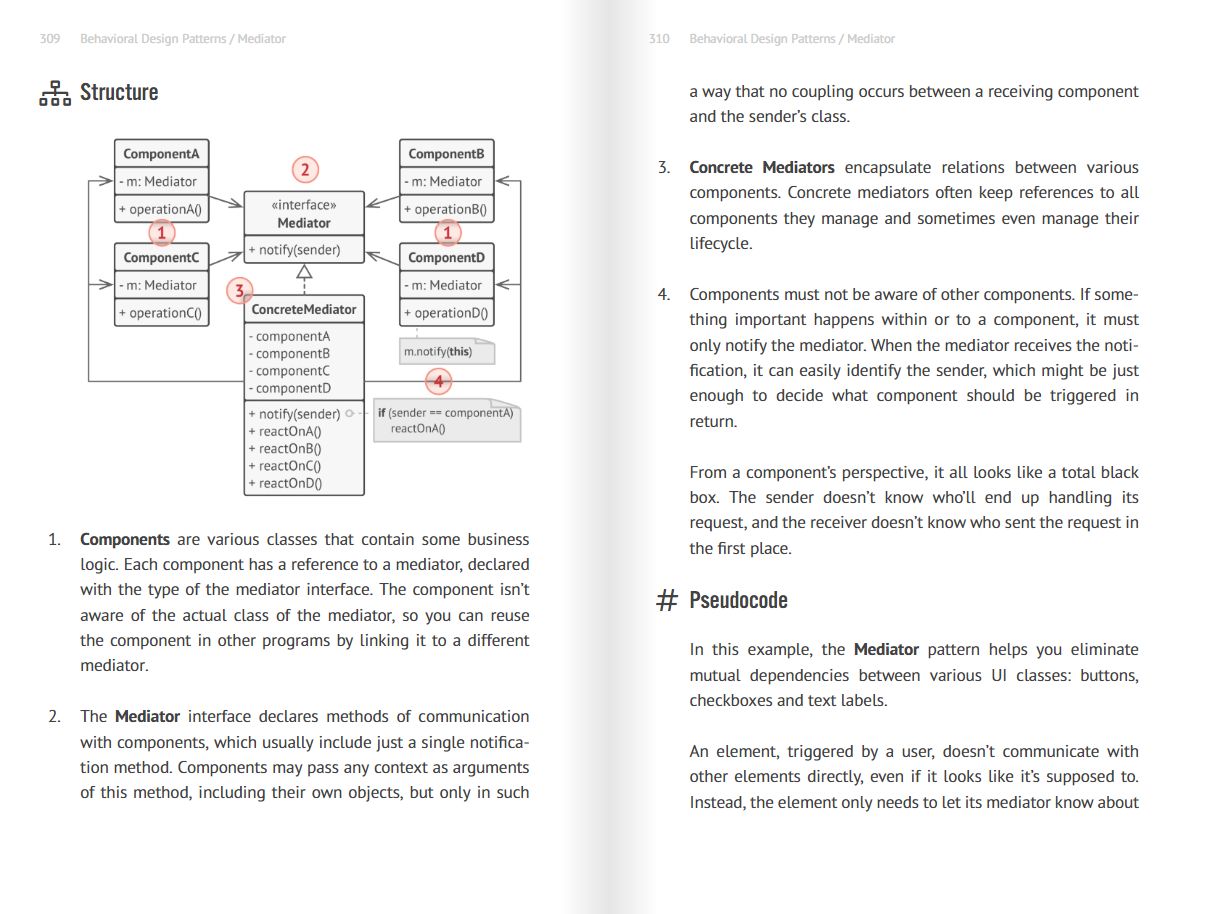 309 Behavioral Design Patterns / Mediator
Structure
ComponentA
- m: Mediator
+ operationA()
ComponentB
- m: Mediator
+ operationB()
2
«interface»
Mediator
+ notify(sender)
1
1
ComponentC
- m: Mediator
+ operationC()
ComponentD
- m: Mediator
+ operationD()
3
ConcreteMediator
- componentA
- componentB
- componentC
- componentD
+ notify(sender)
+ reactOnA()
+ reactOnB()
+ reactOnC()
+ reactOnD()
m.notify(this)
4
if (sender == componentA)
reactOnA()
1. Components are various classes that contain some business
logic. Each component has a reference to a mediator, declared
with the type of the mediator interface. The component isn’t
aware of the actual class of the mediator, so you can reuse
the component in other programs by linking it to a different
mediator.
2. The Mediator interface declares methods of communication
with components, which usually include just a single notifica-
tion method. Components may pass any context as arguments
of this method, including their own objects, but only in such
310 Behavioral Design Patterns / Mediator
a way that no coupling occurs between a receiving component
and the sender’s class.
3. Concrete Mediators encapsulate relations between various
components. Concrete mediators often keep references to all
components they manage and sometimes even manage their
lifecycle.
4. Components must not be aware of other components. If some-
thing important happens within or to a component, it must
only notify the mediator. When the mediator receives the noti-
fication, it can easily identify the sender, which might be just
enough to decide what component should be triggered in
return.
From a component’s perspective, it all looks like a total black
box. The sender doesn’t know who’ll end up handling its
request, and the receiver doesn’t know who sent the request in
the first place.
# Pseudocode
In this example, the Mediator pattern helps you eliminate
mutual dependencies between various UI classes: buttons,
checkboxes and text labels.
An element, triggered by a user, doesn’t communicate with
other elements directly, even if it looks like it’s supposed to.
Instead, the element only needs to let its mediator know about